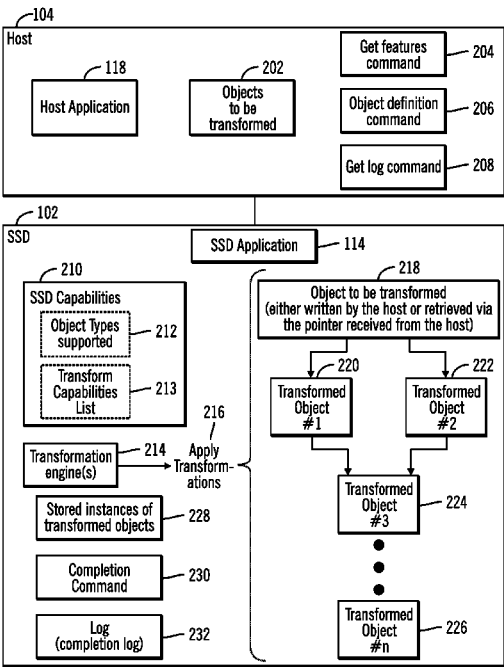 104
Host
118
Host Application
202
Objects
to be
transformed
Get features
command
204
Object definition
command
206
Get log command
208
102
SSD
SSD Application
114
210
SSD Capabilities
Object Types
supported
212
Transform
Capabilities
List
213
Transformation
engine(s)
214
216
Apply
Transform-
ations
Stored instances of
transformed objects
228
Completion
Command
230
Log
(completion log)
232
218
Object to be transformed
(either written by the host or retrieved via
the pointer received from the host)
220
Transformed
Object
#1
222
Transformed
Object
#2
Transformed
Object
#3
224
Transformed
Object
#n
226